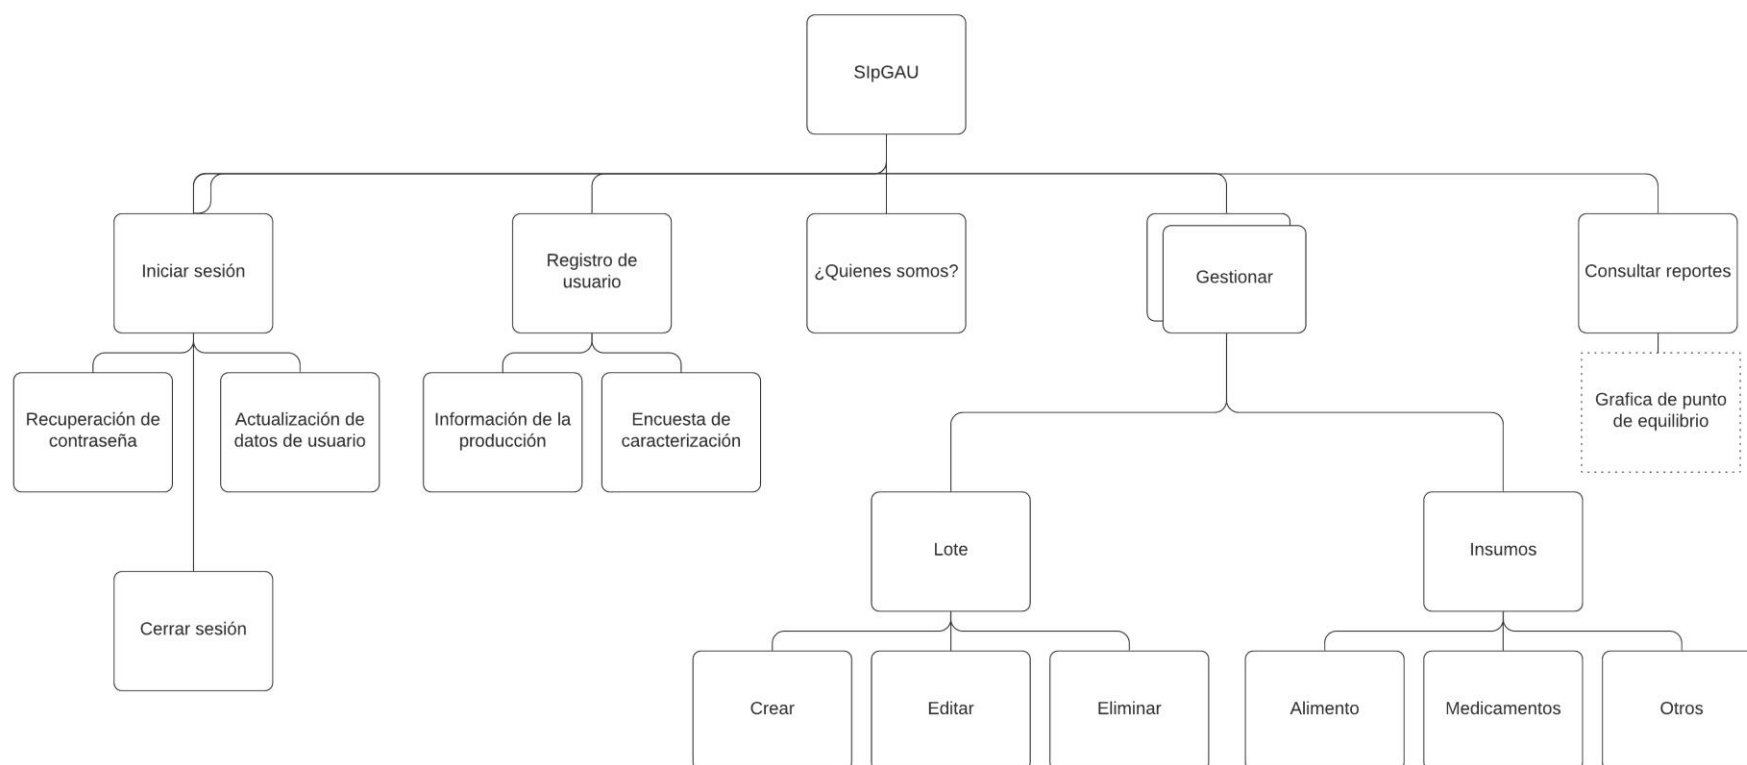 SIpGAU
Iniciar sesión
Registro de
usuario
¿Quienes somos?
Gestionar
Consultar reportes
Recuperación de
contraseña
Actualización de
datos de usuario
Información de la
producción
Encuesta de
caracterización
Grafica de punto
de equilibrio
Cerrar sesión
Lote
Insumos
Crear
Editar
Eliminar
Alimento
Medicamentos
Otros